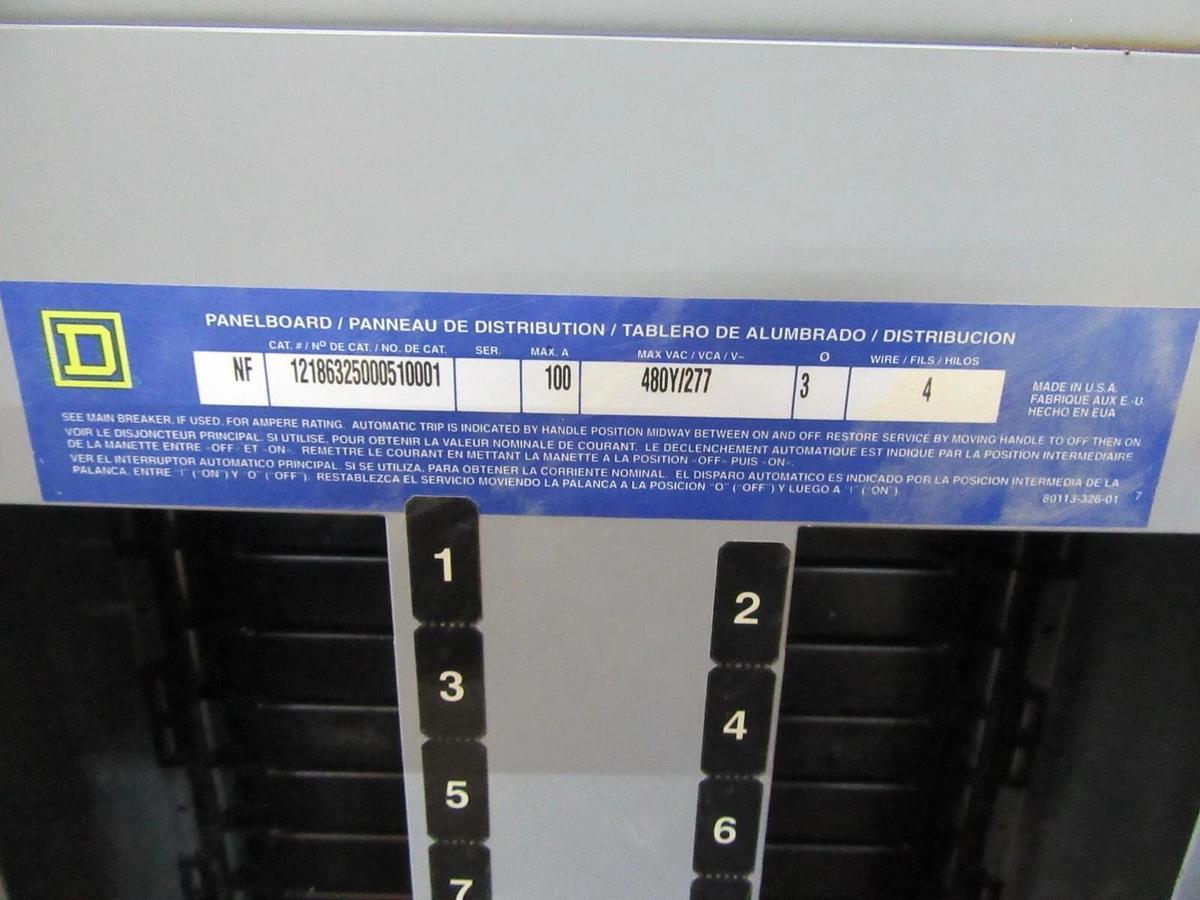 D
PANELBOARD / PANNEAU DE DISTRIBUTION / TABLERO DE ALUMBRADO / DISTRIBUCION
CAT. # / Nº DE CAT. / NO. DE CAT. SER. MAX. A MAX VAC / VCA / V~ Ø WIRE / FILS / HILOS
NF 12186325000510001 100 480Y/277 3 4
MADE IN U.S.A.
FABRIQUE AUX E.-U.
HECHO EN EUA
SEE MAIN BREAKER, IF USED, FOR AMPERE RATING. AUTOMATIC TRIP IS INDICATED BY HANDLE POSITION MIDWAY BETWEEN ON AND OFF. RESTORE SERVICE BY MOVING HANDLE TO OFF THEN ON
VOIR LE DISJONCTEUR PRINCIPAL, SI UTILISE, POUR OBTENIR LA VALEUR NOMINALE DE COURANT. LE DECLENCHEMENT AUTOMATIQUE EST INDIQUE PAR LA POSITION INTERMEDIAIRE
DE LA MANETTE ENTRE «OFF» ET «ON». REMETTRE LE COURANT EN METTANT LA MANETTE A LA POSITION «OFF» PUIS «ON».
VER EL INTERRUPTOR AUTOMATICO PRINCIPAL, SI SE UTILIZA, PARA OBTENER LA CORRIENTE NOMINAL. EL DISPARO AUTOMATICO ES INDICADO POR LA POSICION INTERMEDIA DE LA
PALANCA, ENTRE "I" ("ON") Y "O" ("OFF"). RESTABLEZCA EL SERVICIO MOVIENDO LA PALANCA A LA POSICION "O" ("OFF") Y LUEGO A "I" ("ON")
80113-326-01 7
1
2
3
4
5
6
7